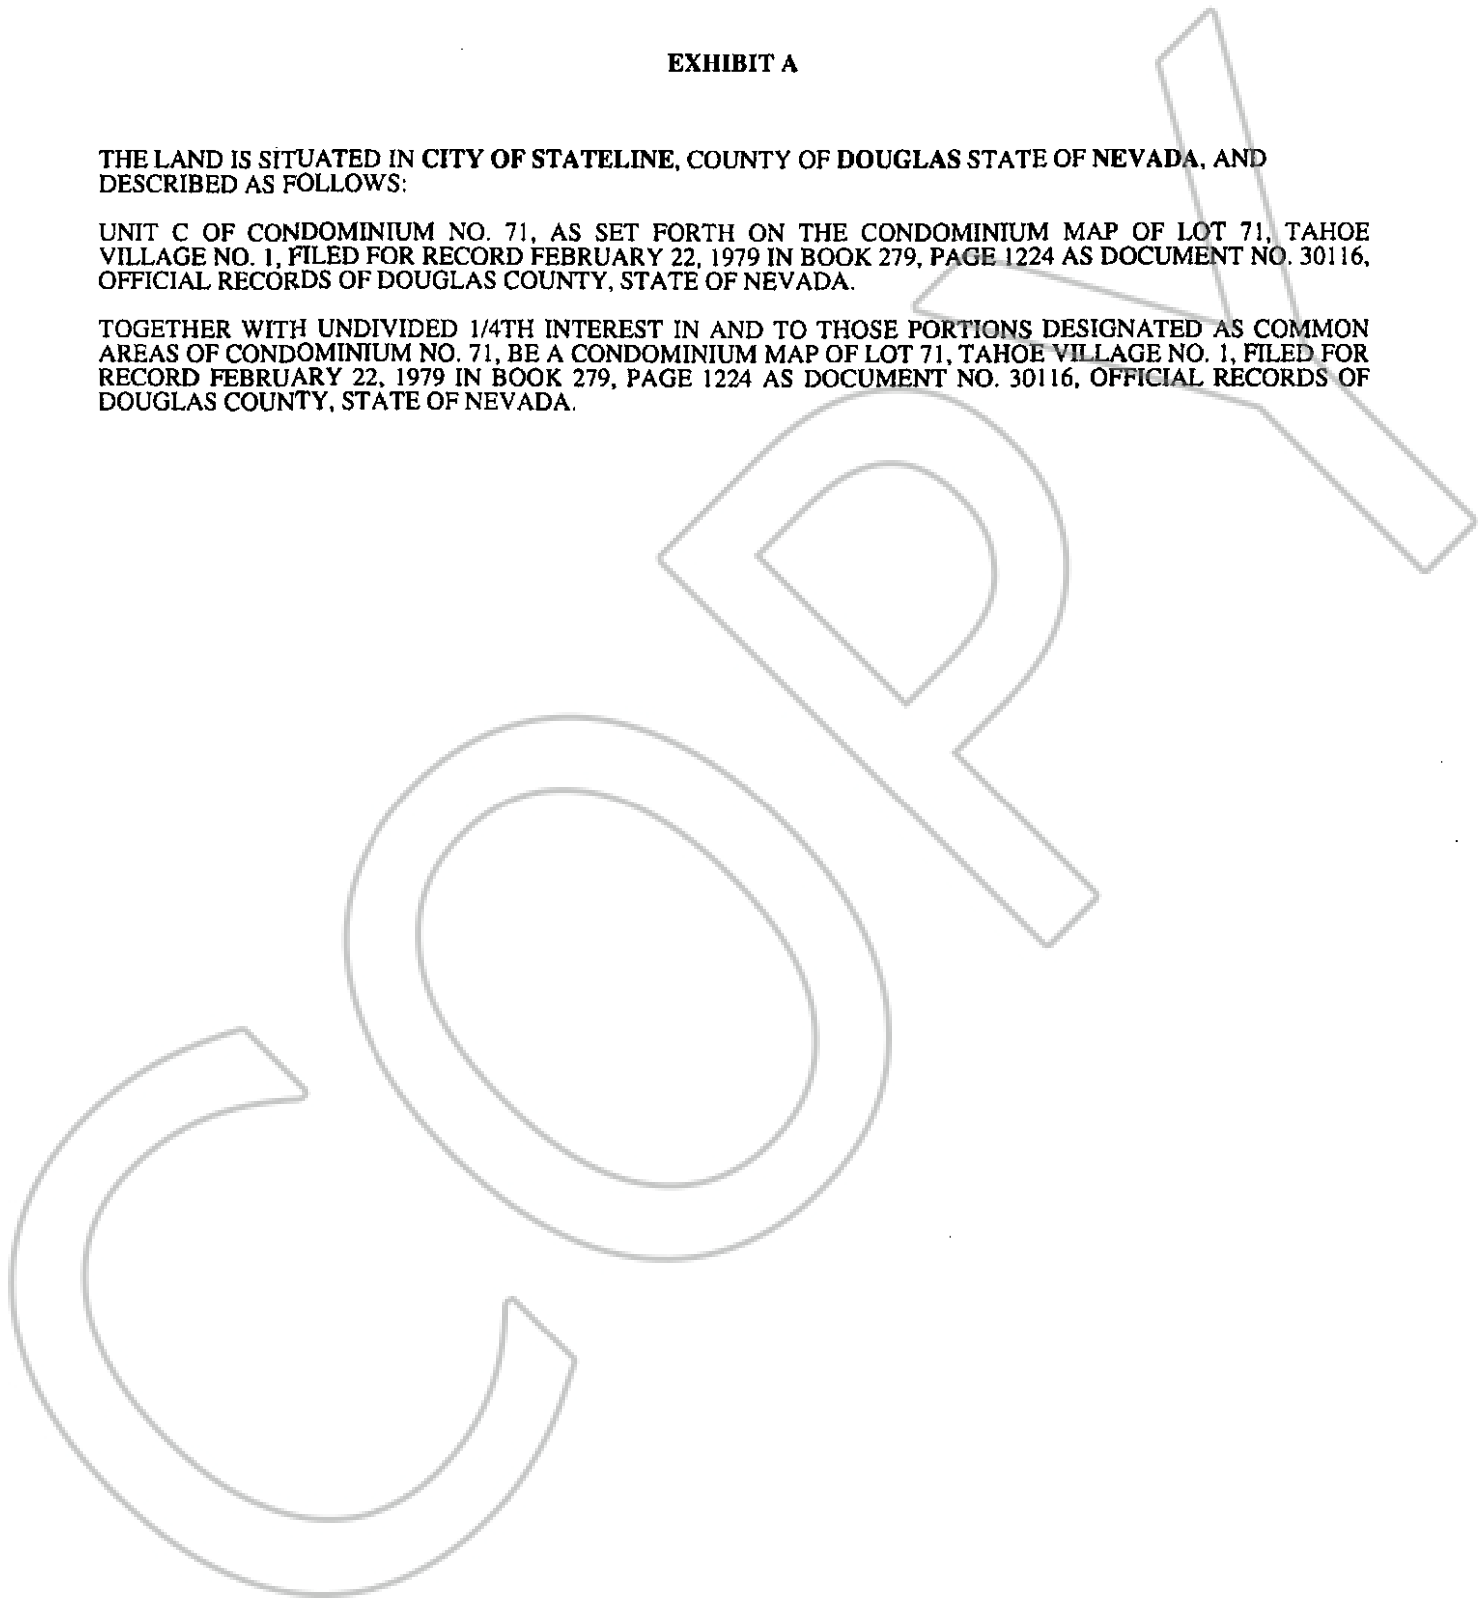 EXHIBIT A
THE LAND IS SITUATED IN CITY OF STATELINE, COUNTY OF DOUGLAS STATE OF NEVADA, AND
DESCRIBED AS FOLLOWS:
UNIT C OF CONDOMINIUM NO. 71, AS SET FORTH ON THE CONDOMINIUM MAP OF LOT 71, TAHOE
VILLAGE NO. 1, FILED FOR RECORD FEBRUARY 22, 1979 IN BOOK 279, PAGE 1224 AS DOCUMENT NO. 30116,
OFFICIAL RECORDS OF DOUGLAS COUNTY, STATE OF NEVADA.
TOGETHER WITH UNDIVIDED 1/4TH INTEREST IN AND TO THOSE PORTIONS DESIGNATED AS COMMON
AREAS OF CONDOMINIUM NO. 71, BE A CONDOMINIUM MAP OF LOT 71, TAHOE VILLAGE NO. 1, FILED FOR
RECORD FEBRUARY 22, 1979 IN BOOK 279, PAGE 1224 AS DOCUMENT NO. 30116, OFFICIAL RECORDS OF
DOUGLAS COUNTY, STATE OF NEVADA.
COPY